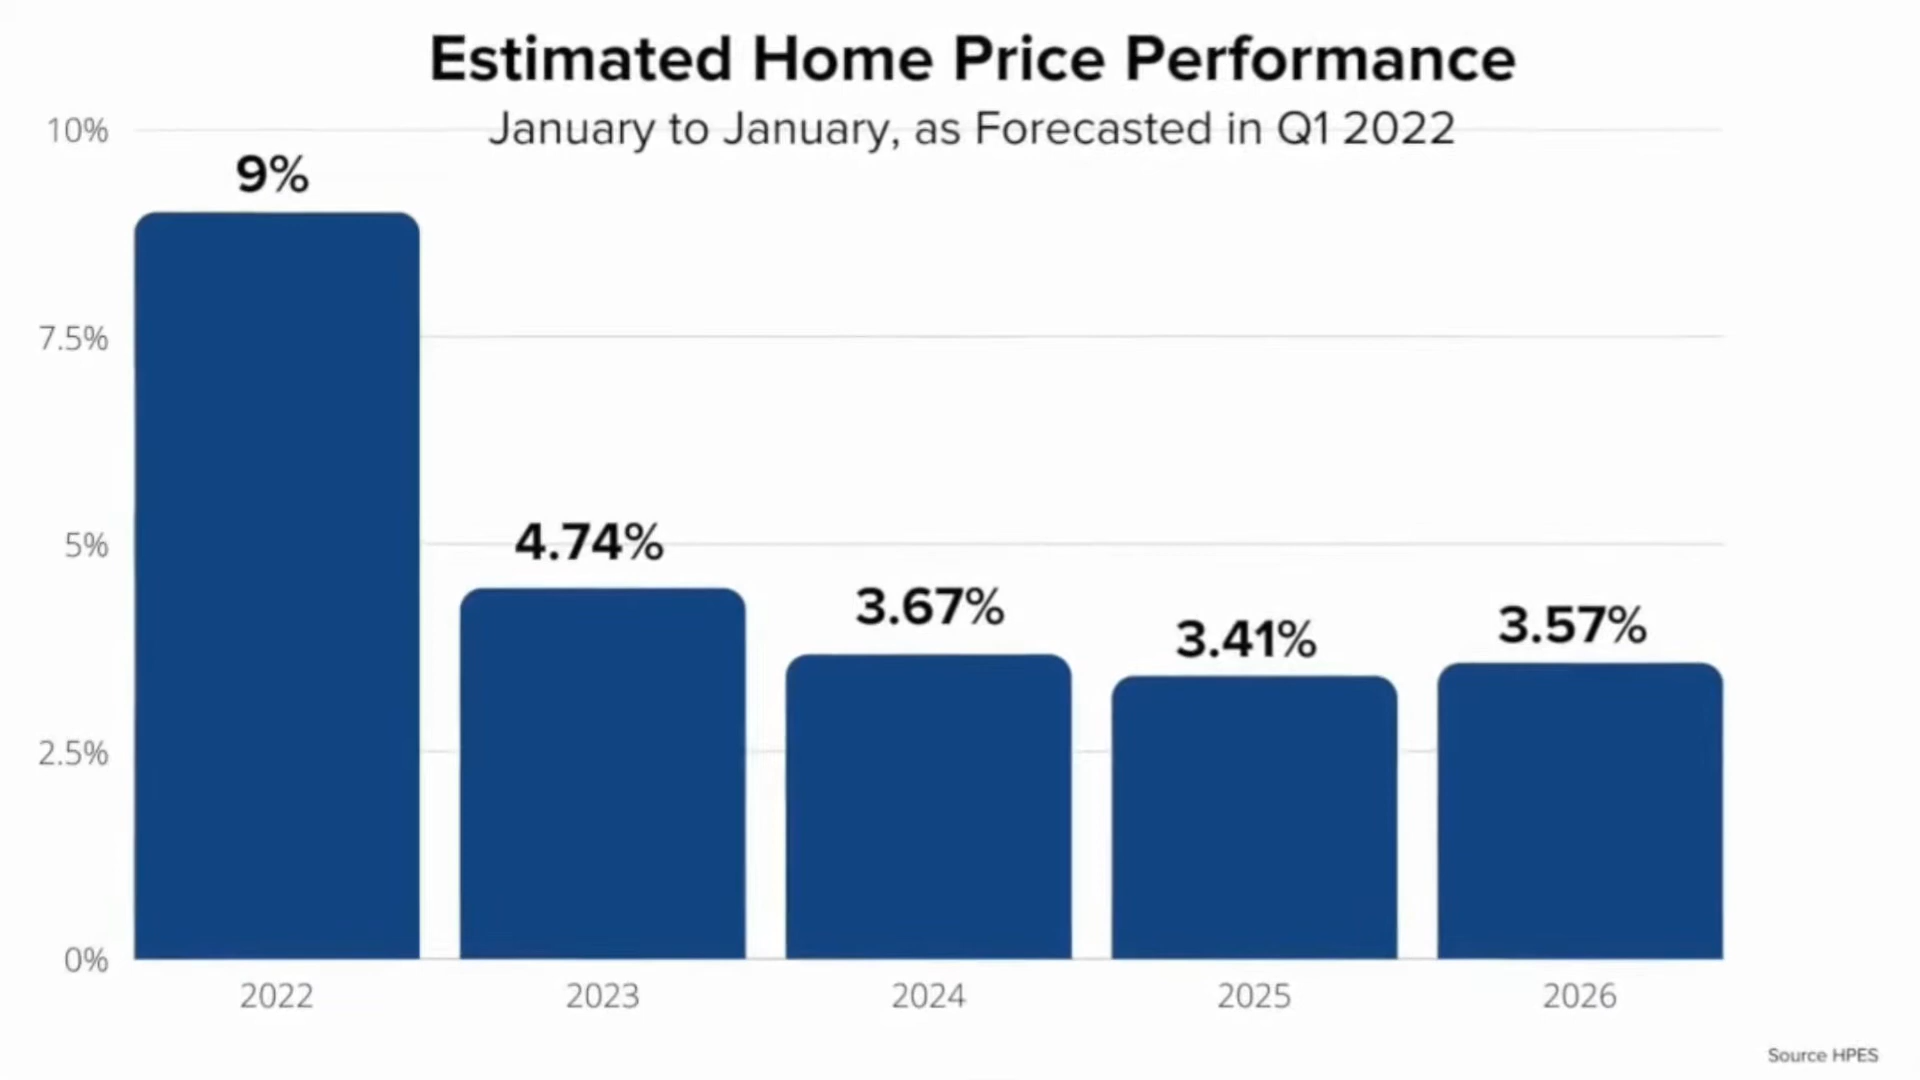 Estimated Home Price Performance
January to January, as Forecasted in Q1 2022
10%
9%
7.5%
5%
4.74%
3.67%
3.41%
3.57%
2.5%
0%
2022 2023 2024 2025 2026
Source HPES